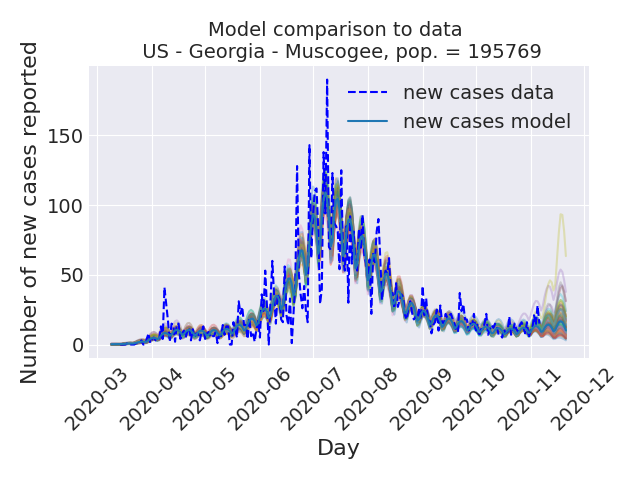 Model comparison to data
US - Georgia - Muscogee, pop. = 195769
Number of new cases reported
new cases data
new cases model
150
100
50
0
2020-03
2020-04
2020-05
2020-06
2020-07
2020-08
2020-09
2020-10
2020-11
2020-12
Day